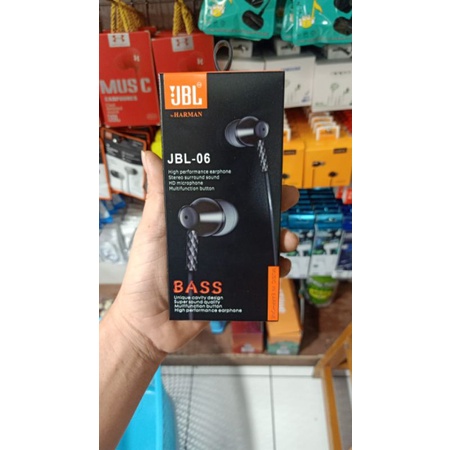 JBL
by HARMAN
JBL-06
High performance earphone
Stereo surround sound
HD microphone
Multifunction button
BASS
Unique cavity design
Super sound quality
Multifunction button
High performance earphone
MUSIC
EARPHONES